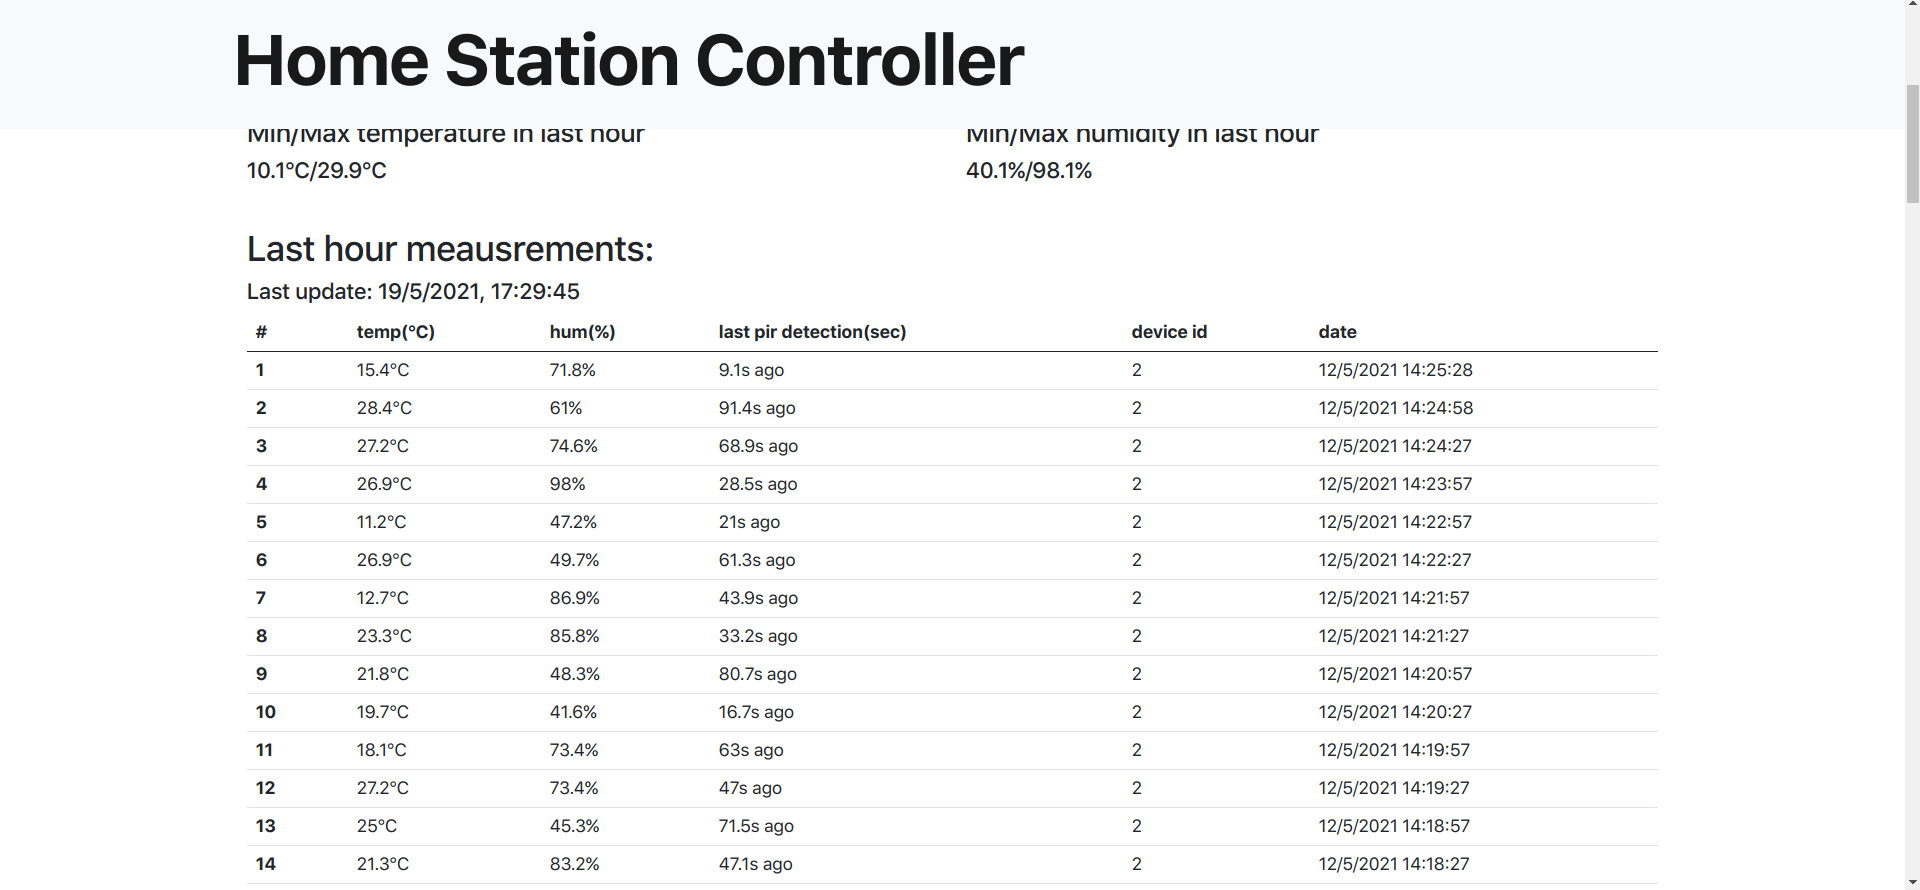 Home Station Controller
Min/Max temperature in last hour
10.1°C/29.9°C
Min/Max humidity in last hour
40.1%/98.1%
Last hour meausrements:
Last update: 19/5/2021, 17:29:45
# temp(°C) hum(%) last pir detection(sec) device id date
1 15.4°C 71.8% 9.1s ago 2 12/5/2021 14:25:28
2 28.4°C 61% 91.4s ago 2 12/5/2021 14:24:58
3 27.2°C 74.6% 68.9s ago 2 12/5/2021 14:24:27
4 26.9°C 98% 28.5s ago 2 12/5/2021 14:23:57
5 11.2°C 47.2% 21s ago 2 12/5/2021 14:22:57
6 26.9°C 49.7% 61.3s ago 2 12/5/2021 14:22:27
7 12.7°C 86.9% 43.9s ago 2 12/5/2021 14:21:57
8 23.3°C 85.8% 33.2s ago 2 12/5/2021 14:21:27
9 21.8°C 48.3% 80.7s ago 2 12/5/2021 14:20:57
10 19.7°C 41.6% 16.7s ago 2 12/5/2021 14:20:27
11 18.1°C 73.4% 63s ago 2 12/5/2021 14:19:57
12 27.2°C 73.4% 47s ago 2 12/5/2021 14:19:27
13 25°C 45.3% 71.5s ago 2 12/5/2021 14:18:57
14 21.3°C 83.2% 47.1s ago 2 12/5/2021 14:18:27